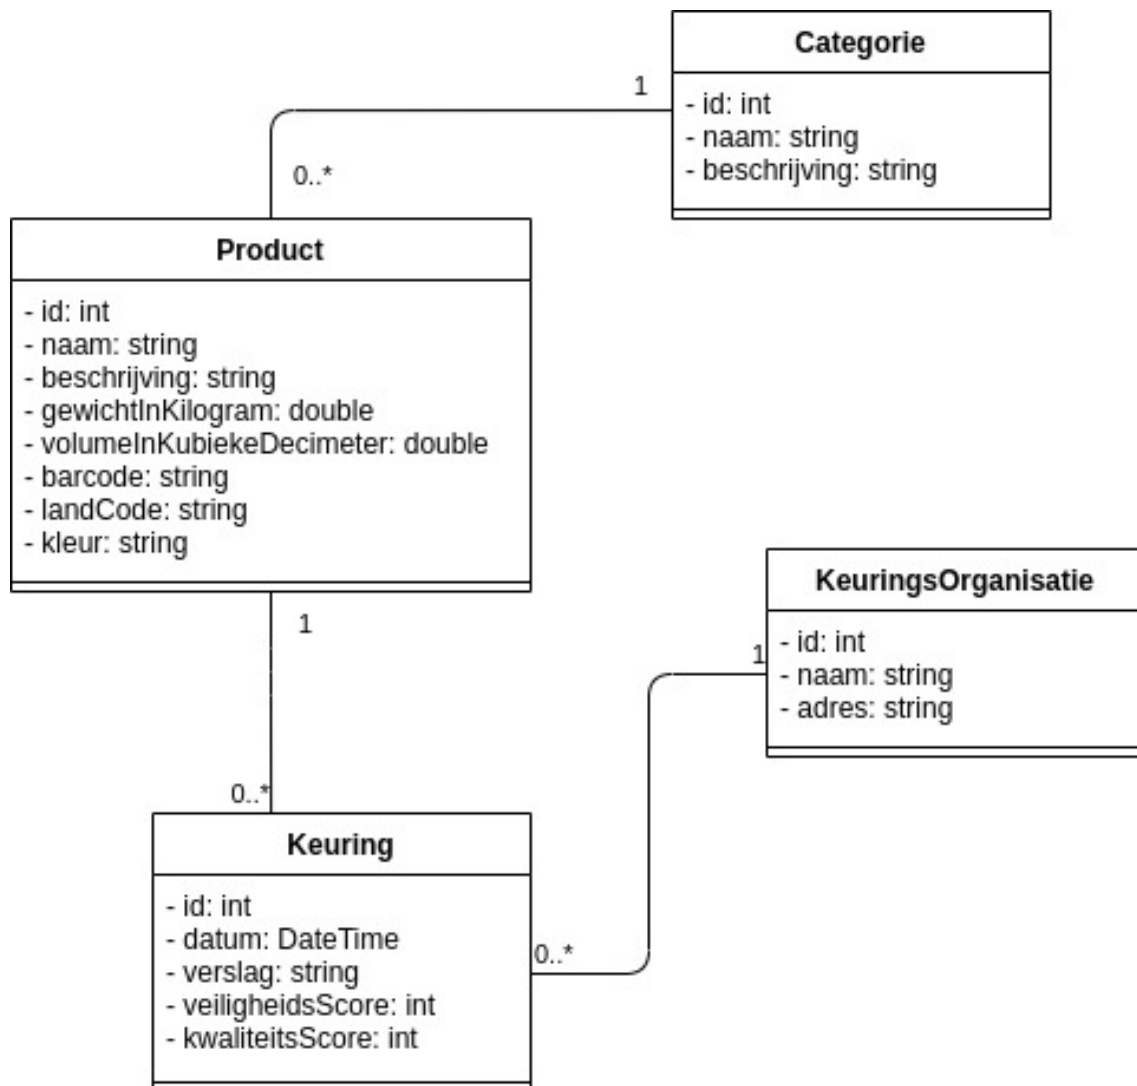 Categorie
- id: int
- naam: string
- beschrijving: string
1
0..*
Product
- id: int
- naam: string
- beschrijving: string
- gewichtInKilogram: double
- volumeInKubiekeDecimeter: double
- barcode: string
- landCode: string
- kleur: string
1
0..*
KeuringsOrganisatie
- id: int
- naam: string
- adres: string
1
0..*
Keuring
- id: int
- datum: DateTime
- verslag: string
- veiligheidsScore: int
- kwaliteitsScore: int